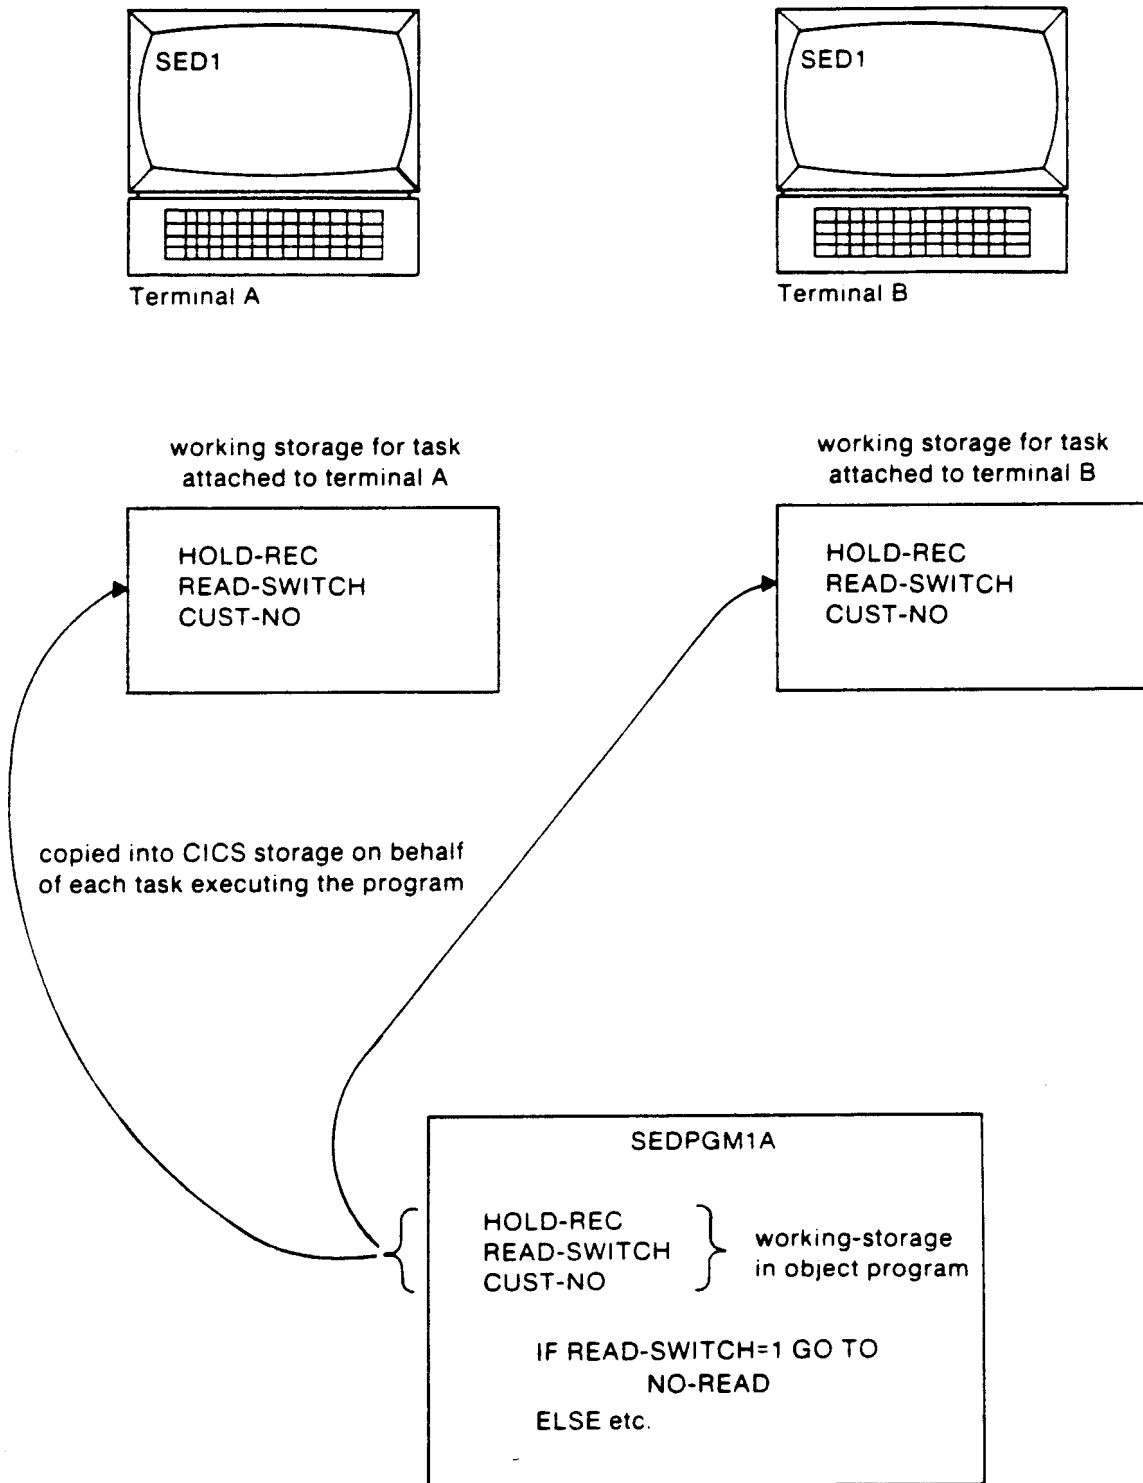 SED1
SED1
Terminal A
Terminal B
working storage for task
attached to terminal A
working storage for task
attached to terminal B
HOLD-REC
READ-SWITCH
CUST-NO
HOLD-REC
READ-SWITCH
CUST-NO
copied into CICS storage on behalf
of each task executing the program
SEDPGM1A
HOLD-REC
READ-SWITCH
CUST-NO
working-storage
in object program
IF READ-SWITCH=1 GO TO
NO-READ
ELSE etc.